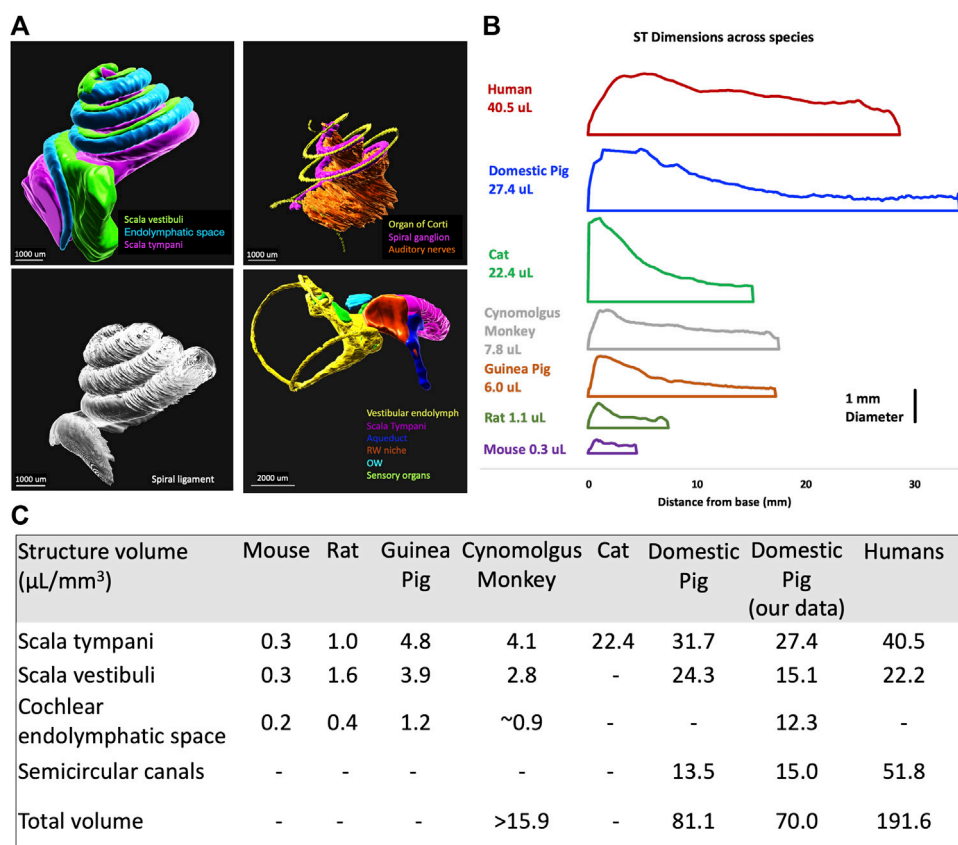 A
Scala vestibuli
Endolymphatic space
Scala tympani
1000 um
Organ of Corti
Spiral ganglion
Auditory nerves
1000 um
Spiral ligament
1000 um
Vestibular endolymph
Scala Tympani
Aqueduct
RW niche
OW
Sensory organs
2000 um
B
ST Dimensions across species
Human
40.5 uL
Domestic Pig
27.4 uL
Cat
22.4 uL
Cynomolgus
Monkey
7.8 uL
Guinea Pig
6.0 uL
Rat 1.1 uL
Mouse 0.3 uL
1 mm
Diameter
0 10 20 30
Distance from base (mm)
C
Structure volume Mouse Rat Guinea Cynomolgus Cat Domestic Domestic Humans
(µL/mm³) Pig Monkey Pig Pig
(our data)
Scala tympani 0.3 1.0 4.8 4.1 22.4 31.7 27.4 40.5
Scala vestibuli 0.3 1.6 3.9 2.8 - 24.3 15.1 22.2
Cochlear
endolymphatic space 0.2 0.4 1.2 ~0.9 - - 12.3 -
Semicircular canals - - - - - 13.5 15.0 51.8
Total volume - - - >15.9 - 81.1 70.0 191.6